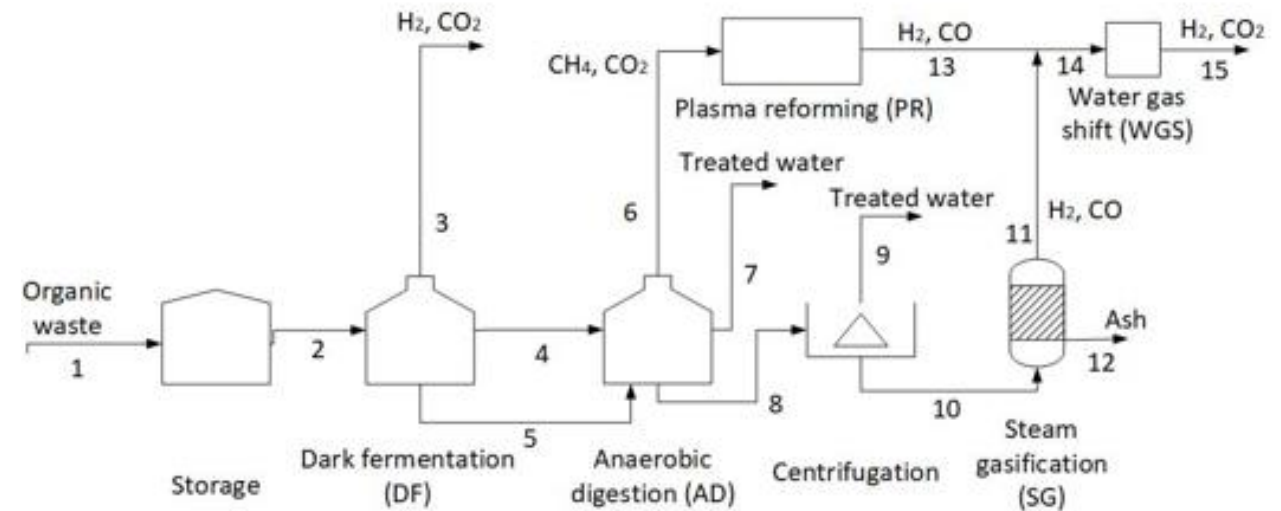 H2, CO2
CH4, CO2
H2, CO
13
14
H2, CO2
15
Plasma reforming (PR)
Water gas
shift (WGS)
Treated water
Treated water
3
6
7
9
11
H2, CO
Organic
waste
1
2
4
5
8
10
Ash
12
Storage
Dark fermentation
(DF)
Anaerobic
digestion (AD)
Centrifugation
Steam
gasification
(SG)